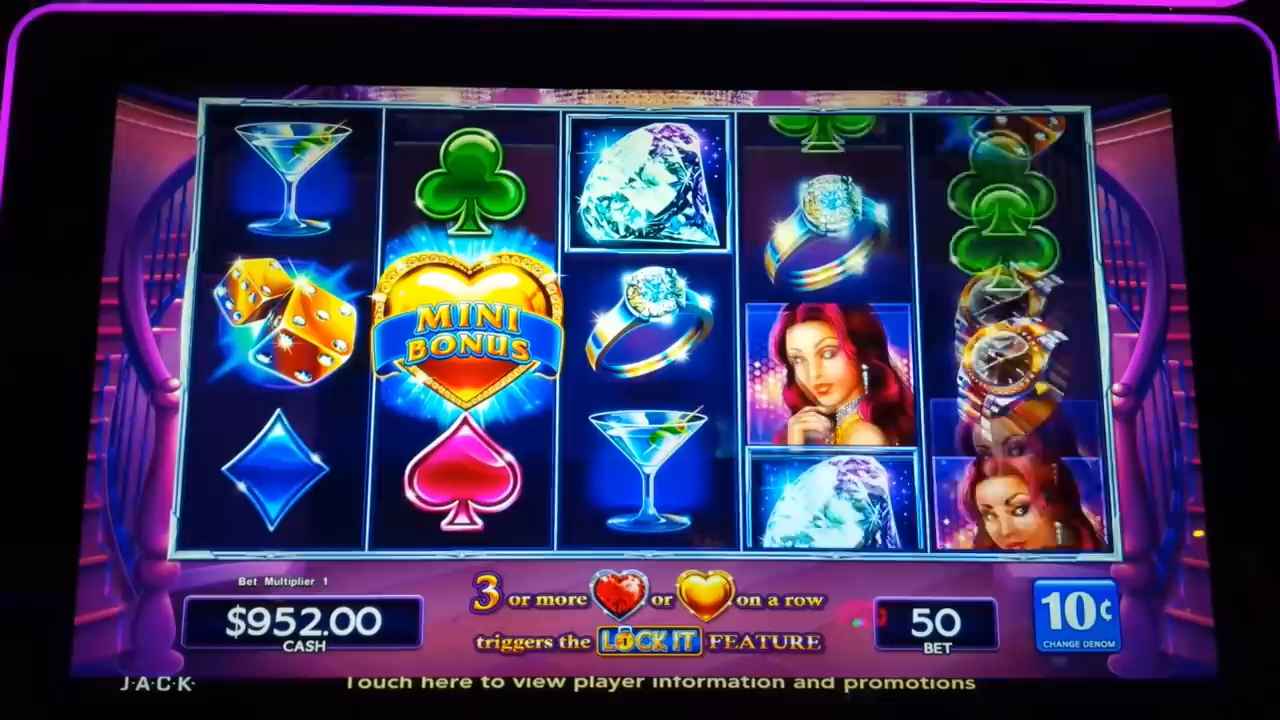 MINI
BONUS
Bet Multiplier 1
$952.00
CASH
3 or more or on a row
triggers the LOCK IT FEATURE
50
BET
10¢
CHANGE DENOM
J·A·C·K·
Touch here to view player information and promotions